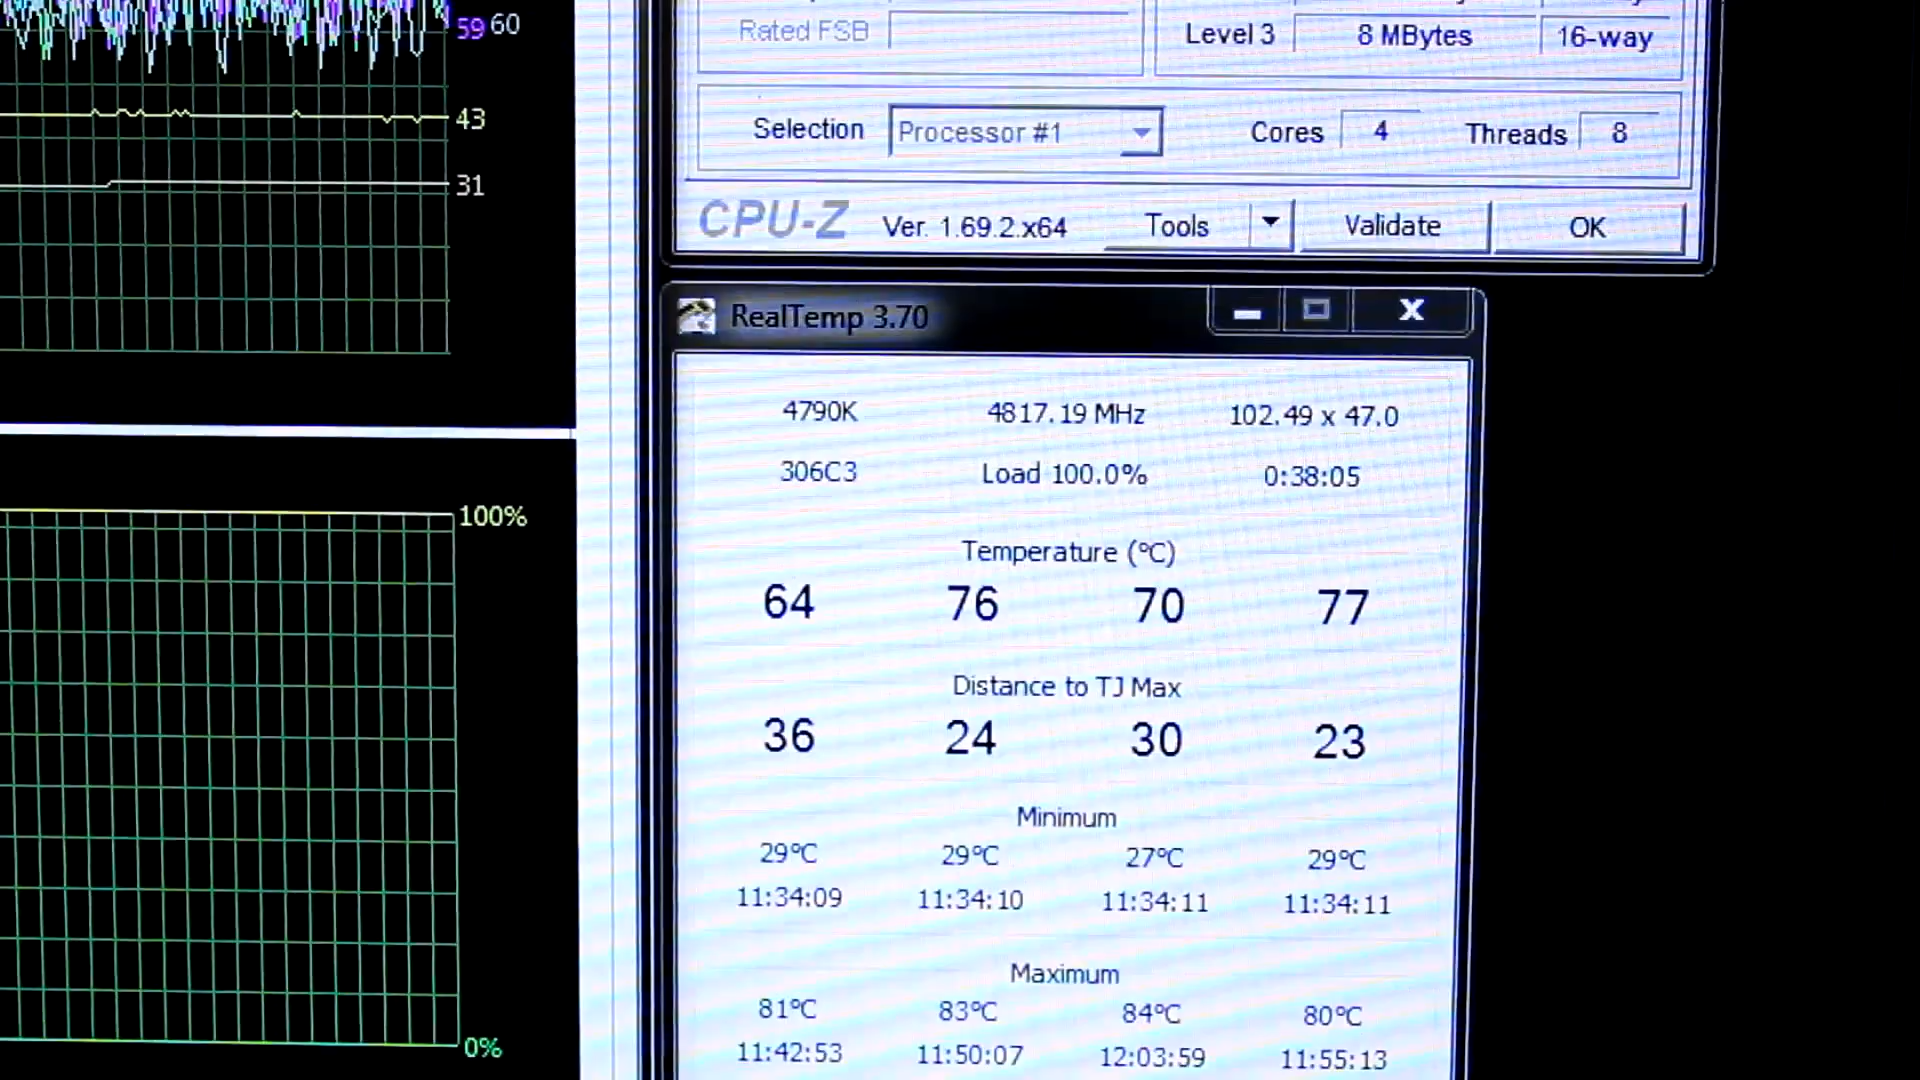 59 60
43
31
100%
0%
Rated FSB
Level 3 8 MBytes 16-way
Selection Processor #1 Cores 4 Threads 8
CPU-Z Ver. 1.69.2.x64 Tools Validate OK
RealTemp 3.70
4790K 4817.19 MHz 102.49 x 47.0
306C3 Load 100.0% 0:38:05
Temperature (°C)
64 76 70 77
Distance to TJ Max
36 24 30 23
Minimum
29°C 29°C 27°C 29°C
11:34:09 11:34:10 11:34:11 11:34:11
Maximum
81°C 83°C 84°C 80°C
11:42:53 11:50:07 12:03:59 11:55:13